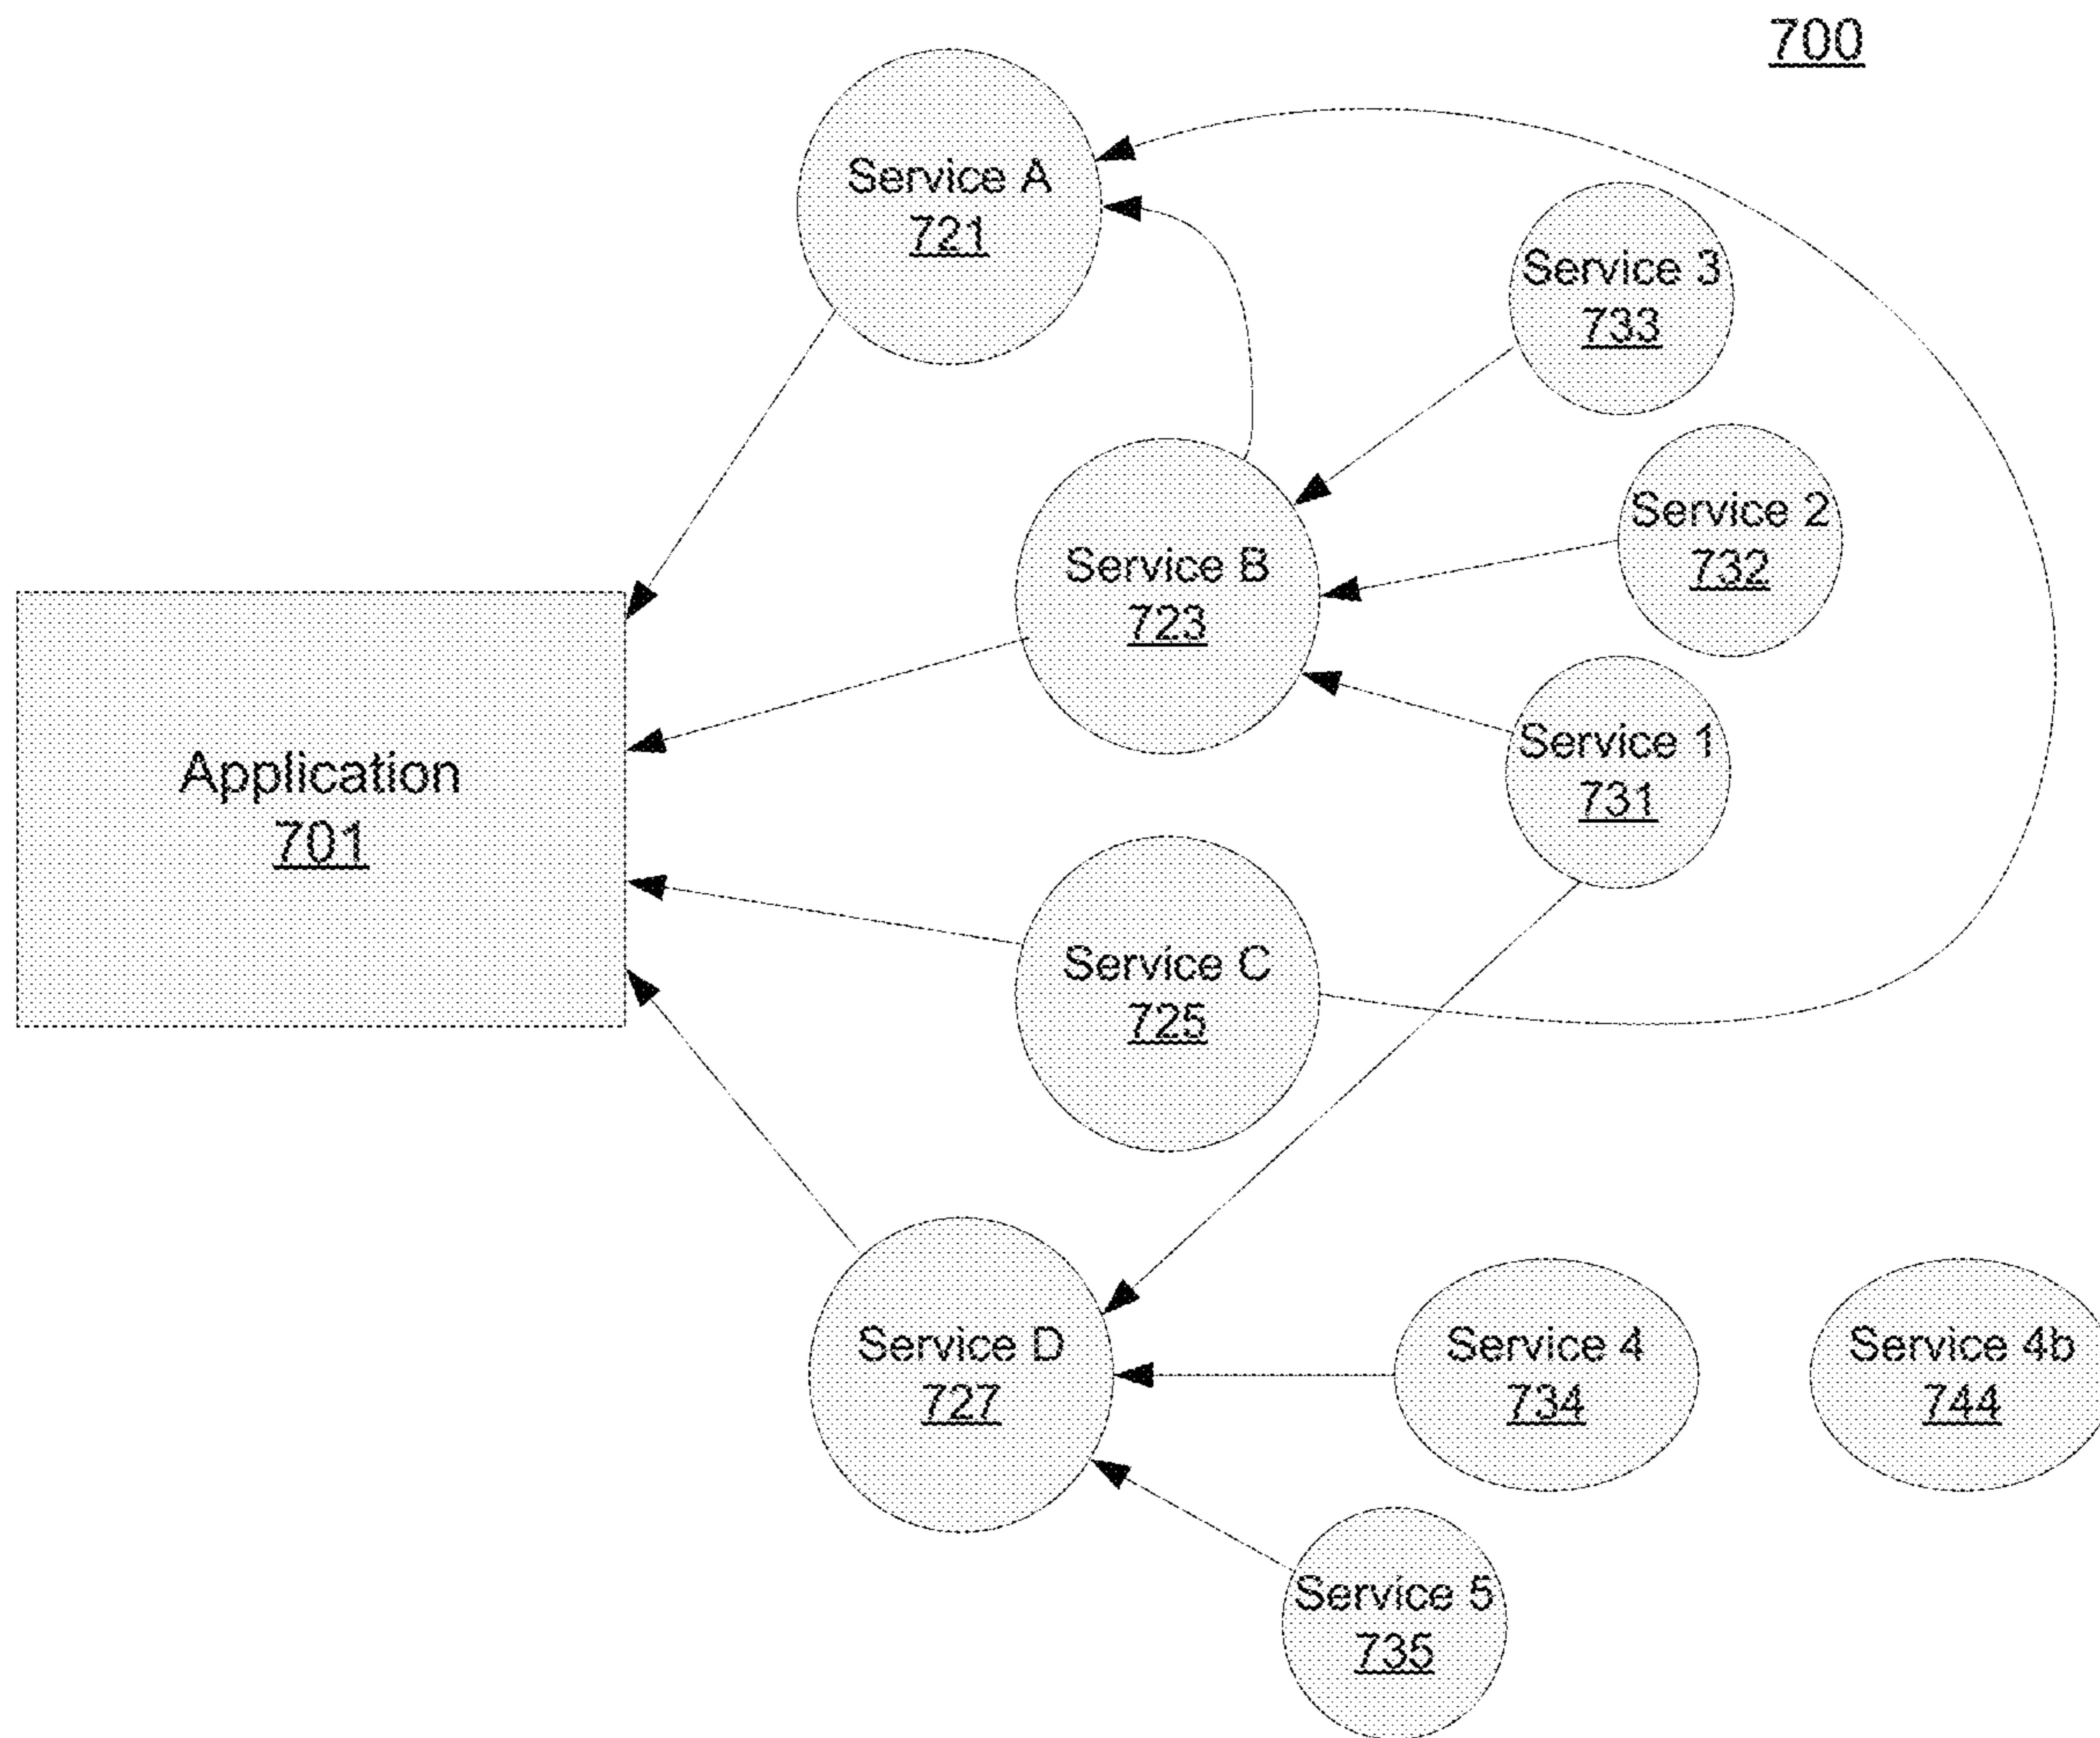 700
Service A
721
Service 3
733
Service 2
732
Service B
723
Service 1
731
Application
701
Service C
725
Service D
727
Service 4
734
Service 4b
744
Service 5
735